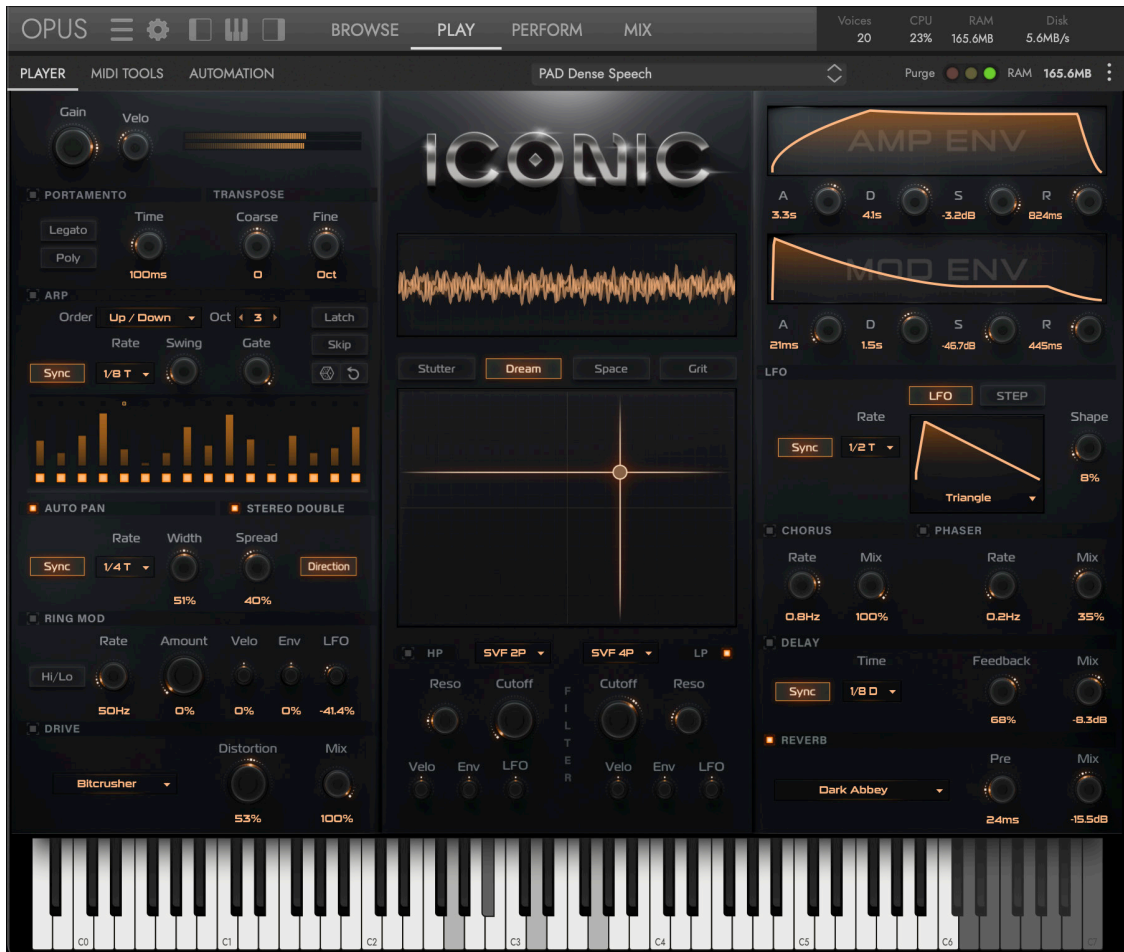 OPUS BROWSE PLAY PERFORM MIX
Voices CPU RAM Disk
20 23% 165.6MB 5.6MB/s
PLAYER MIDI TOOLS AUTOMATION PAD Dense Speech Purge RAM 165.6MB
Gain Velo
PORTAMENTO TRANSPOSE
Legato Time Coarse Fine
Poly
100ms 0 Oct
ARP
Order Up / Down Oct 3 Latch
Rate Swing Gate Skip
Sync 1/8 T
AUTO PAN STEREO DOUBLE
Rate Width Spread
Sync 1/4 T Direction
51% 40%
RING MOD
Rate Amount Velo Env LFO
Hi/Lo
50Hz 0% 0% 0% -41.4%
DRIVE
Distortion Mix
Bitcrusher
53% 100%
ICONIC
Stutter Dream Space Grit
HP SVF 2P SVF 4P LP
Reso Cutoff Cutoff Reso
FILTER
Velo Env LFO Velo Env LFO
AMP ENV
A D S R
3.3s 4.1s -3.2dB 824ms
MOD ENV
A D S R
21ms 1.5s -46.7dB 445ms
LFO
LFO STEP
Rate Shape
Sync 1/2 T
8%
Triangle
CHORUS PHASER
Rate Mix Rate Mix
0.8Hz 100% 0.2Hz 35%
DELAY
Time Feedback Mix
Sync 1/8 D
68% -8.3dB
REVERB
Pre Mix
Dark Abbey
24ms -15.5dB
C0 C1 C2 C3 C4 C5 C6 C7